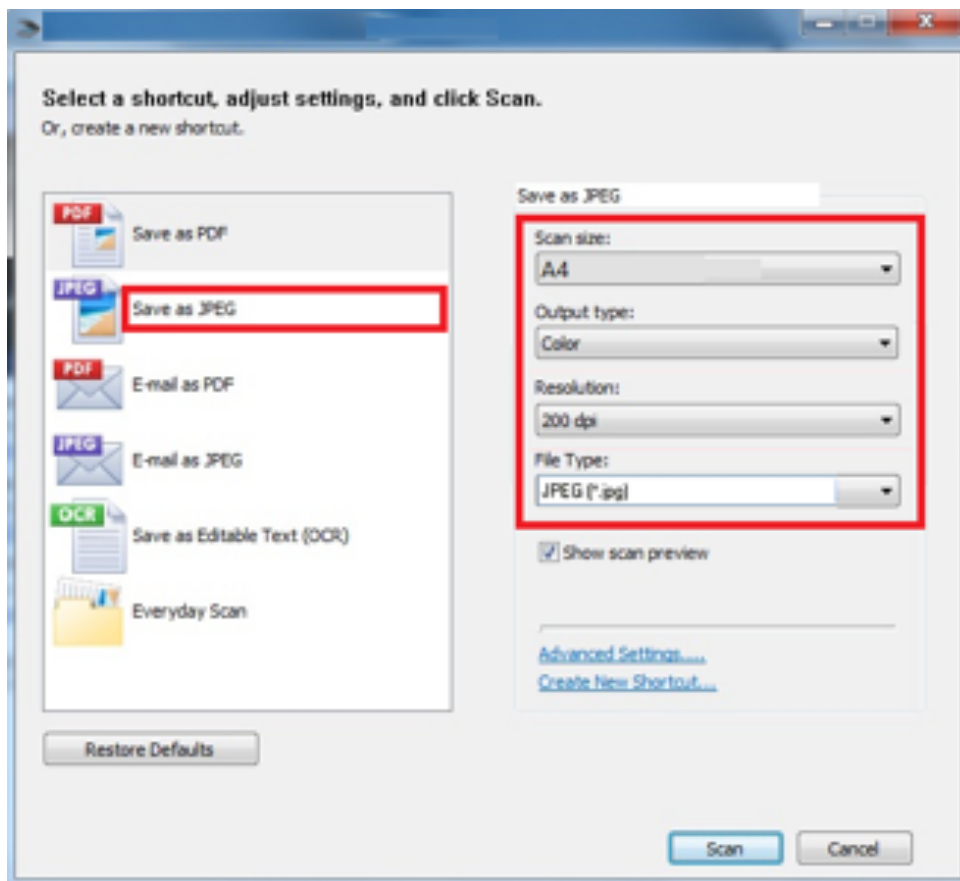 Select a shortcut, adjust settings, and click Scan.
Or, create a new shortcut.
PDF
Save as PDF
JPEG
Save as JPEG
PDF
E-mail as PDF
JPEG
E-mail as JPEG
OCR
Save as Editable Text (OCR)
Everyday Scan
Restore Defaults
Save as JPEG
Scan size:
A4
Output type:
Color
Resolution:
200 dpi
File Type:
JPEG (*.jpg)
Show scan preview
Advanced Settings.....
Create New Shortcut...
Scan
Cancel